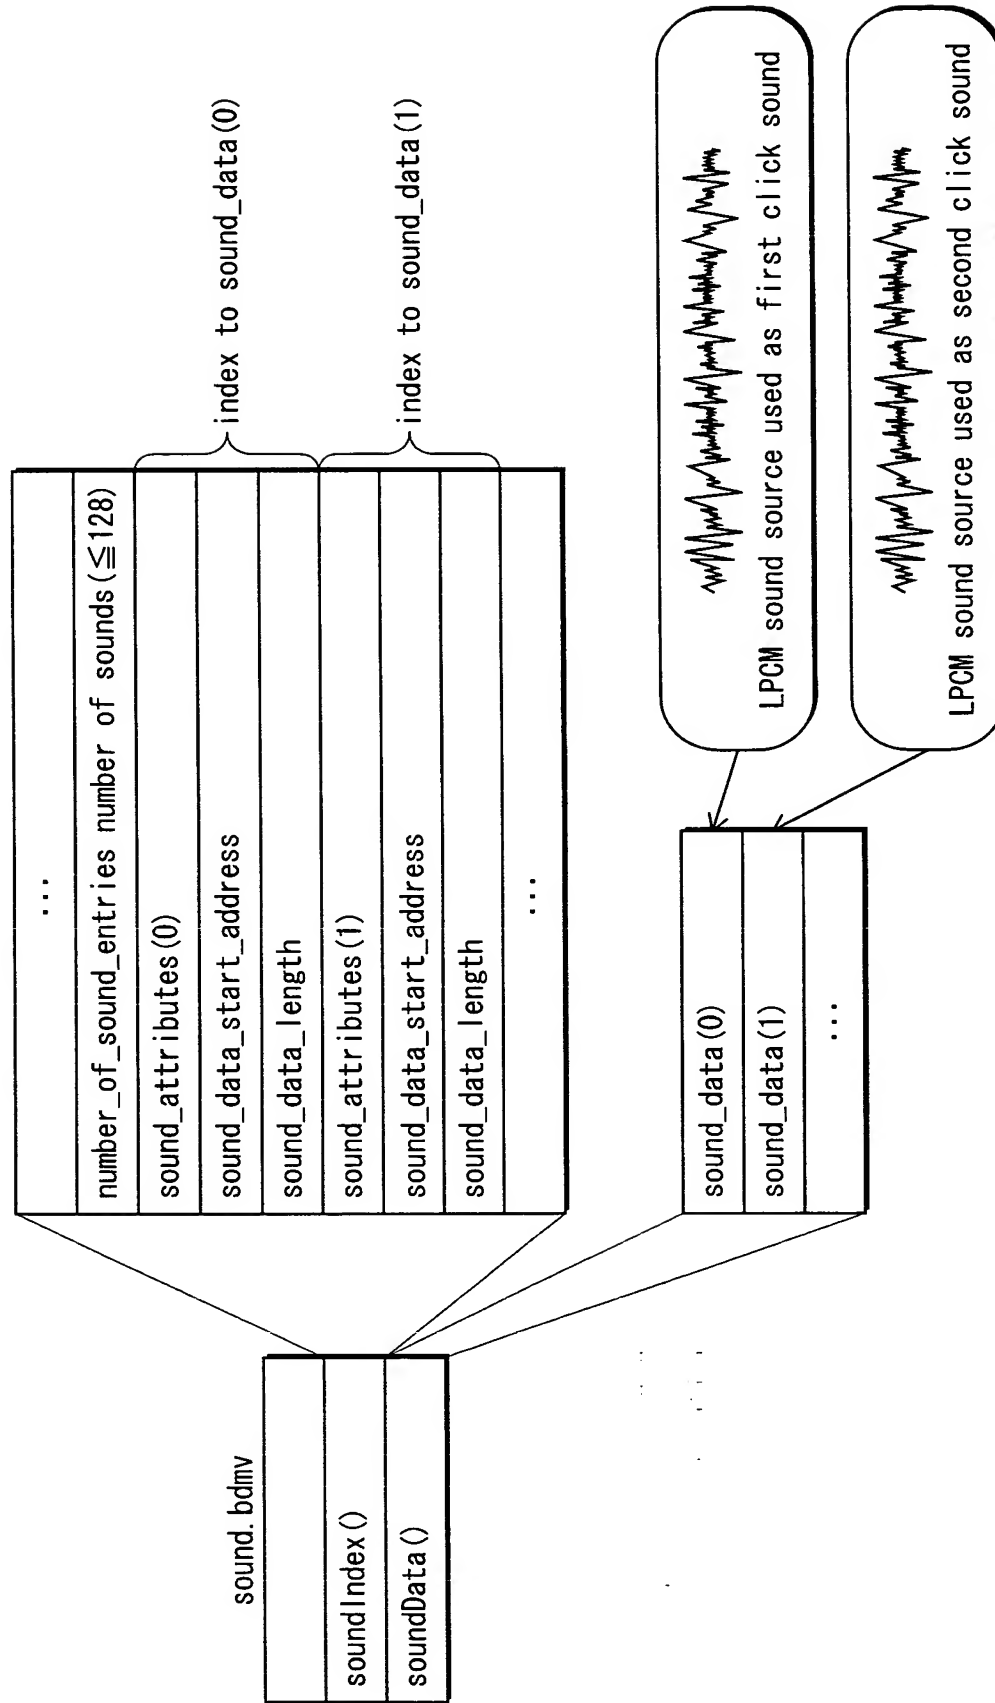 sound.bdmv
soundIndex()
soundData()
...
number_of_sound_entries number of sounds(≦128)
sound_attributes(0)
sound_data_start_address
sound_data_length
sound_attributes(1)
sound_data_start_address
sound_data_length
...
index to sound_data(0)
index to sound_data(1)
sound_data(0)
sound_data(1)
...
LPCM sound source used as first click sound
LPCM sound source used as second click sound